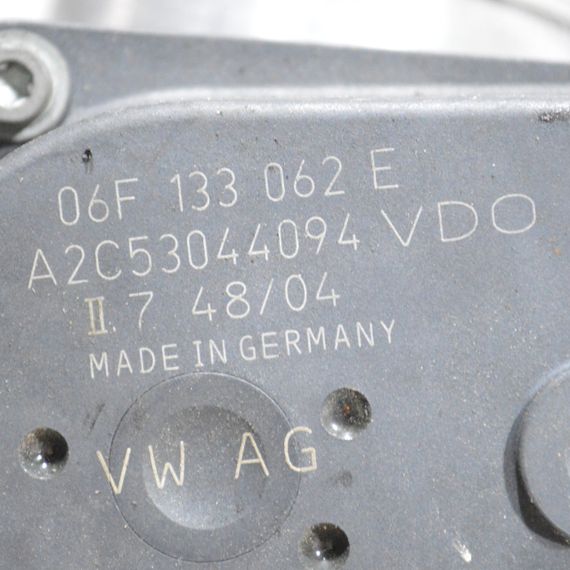 06F 133 062 E
A2C53044094 VDO
II 7 48/04
MADE IN GERMANY
VW AG